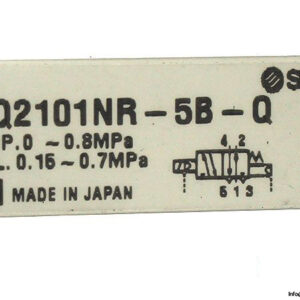 S
Q2101NR-5B-Q
P.0 ~0.8MPa
L. 0.15 ~0.7MPa
4 2
5 1 3
MADE IN JAPAN